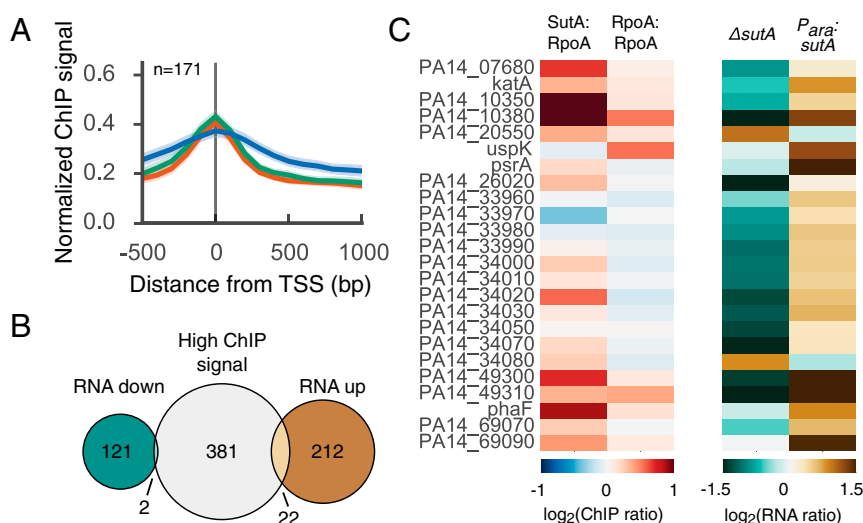 A
Normalized ChIP signal
n=171
0.6
0.4
0.2
0.0
-500
0
500
1000
Distance from TSS (bp)
B
High ChIP
signal
RNA down
RNA up
121
381
212
2
22
C
SutA:
RpoA
RpoA:
RpoA
ΔsutA
Para:
sutA
PA14_07680
katA
PA14_10350
PA14_10380
PA14_20550
uspK
psrA
PA14_26020
PA14_33960
PA14_33970
PA14_33980
PA14_33990
PA14_34000
PA14_34010
PA14_34020
PA14_34030
PA14_34050
PA14_34070
PA14_34080
PA14_49300
PA14_49310
phaF
PA14_69070
PA14_69090
-1
0
1
log2(ChIP ratio)
-1.5
0
1.5
log2(RNA ratio)